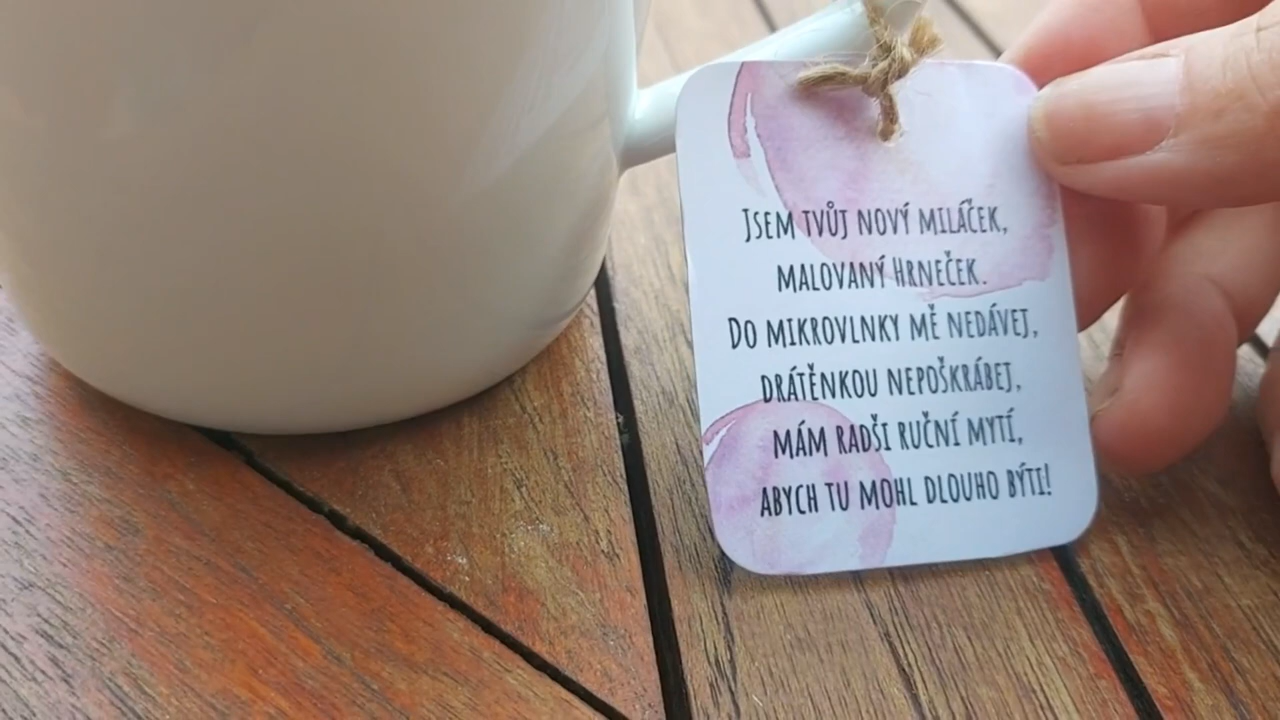 Jsem tvůj nový miláček,
malovaný hrneček.
Do mikrovlnky mě nedávej,
drátěnkou nepoškrábej,
mám radši ruční mytí,
abych tu mohl dlouho býti!